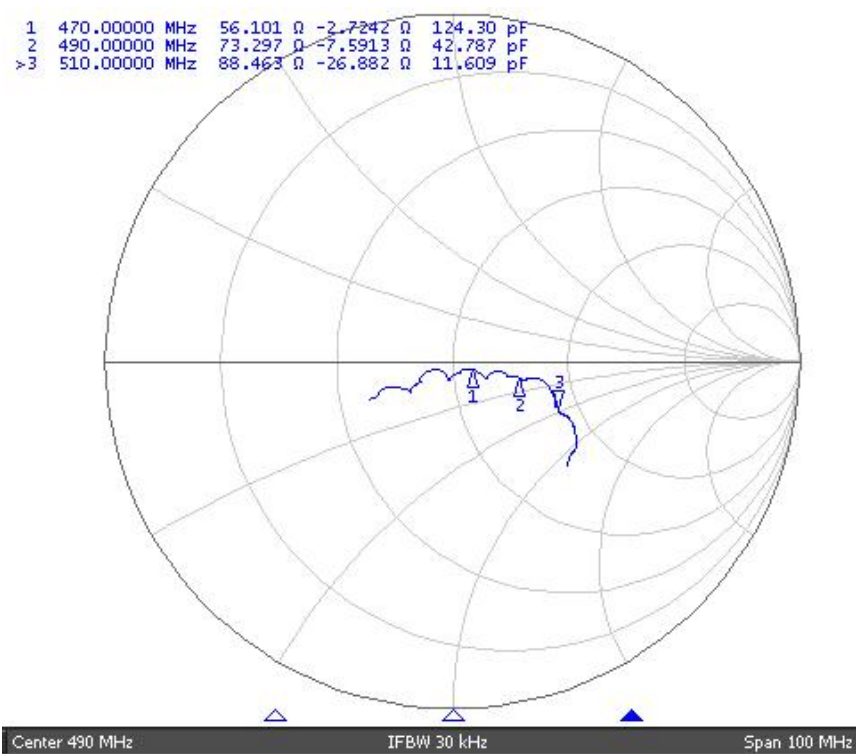 1 470.00000 MHz 56.101 Ω -2.7242 Ω 124.30 pF
2 490.00000 MHz 73.297 Ω -7.5913 Ω 42.787 pF
>3 510.00000 MHz 88.463 Ω -26.882 Ω 11.609 pF
1
2
3
Center 490 MHz IFBW 30 kHz Span 100 MHz